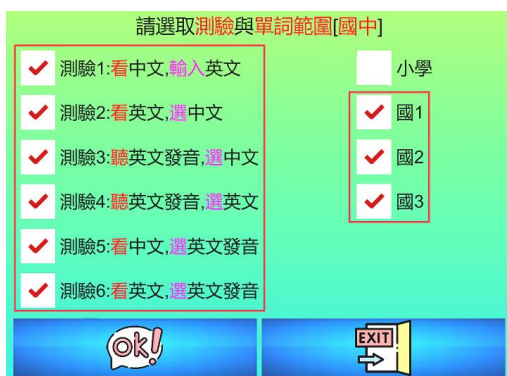 請選取測驗與單詞範圍[國中]
測驗1:看中文,輸入英文
測驗2:看英文,選中文
測驗3:聽英文發音,選中文
測驗4:聽英文發音,選英文
測驗5:看中文,選英文發音
測驗6:看英文,選英文發音
小學
國1
國2
國3
ok!
EXIT